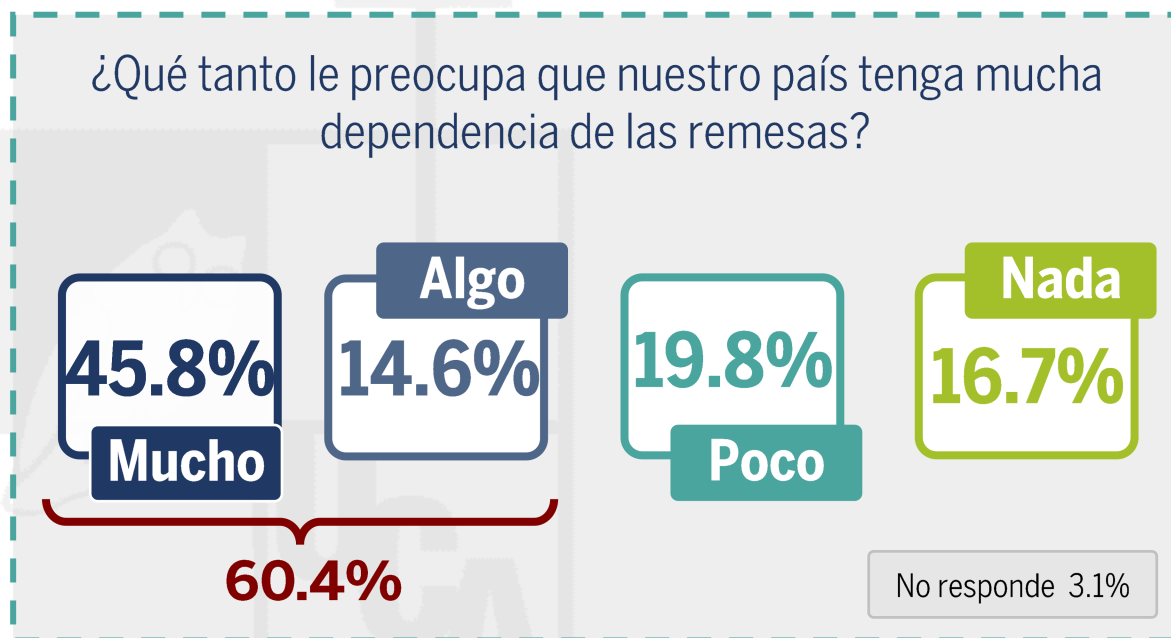 ¿Qué tanto le preocupa que nuestro país tenga mucha
dependencia de las remesas?
45.8%
Mucho
Algo
14.6%
19.8%
Poco
Nada
16.7%
60.4%
No responde 3.1%